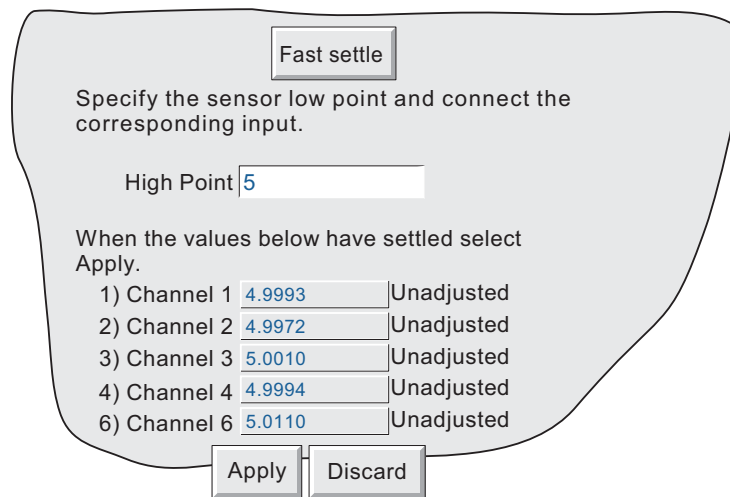 Fast settle
Specify the sensor low point and connect the
corresponding input.
High Point 5
When the values below have settled select
Apply.
1) Channel 1 4.9993 Unadjusted
2) Channel 2 4.9972 Unadjusted
3) Channel 3 5.0010 Unadjusted
4) Channel 4 4.9994 Unadjusted
6) Channel 6 5.0110 Unadjusted
Apply Discard